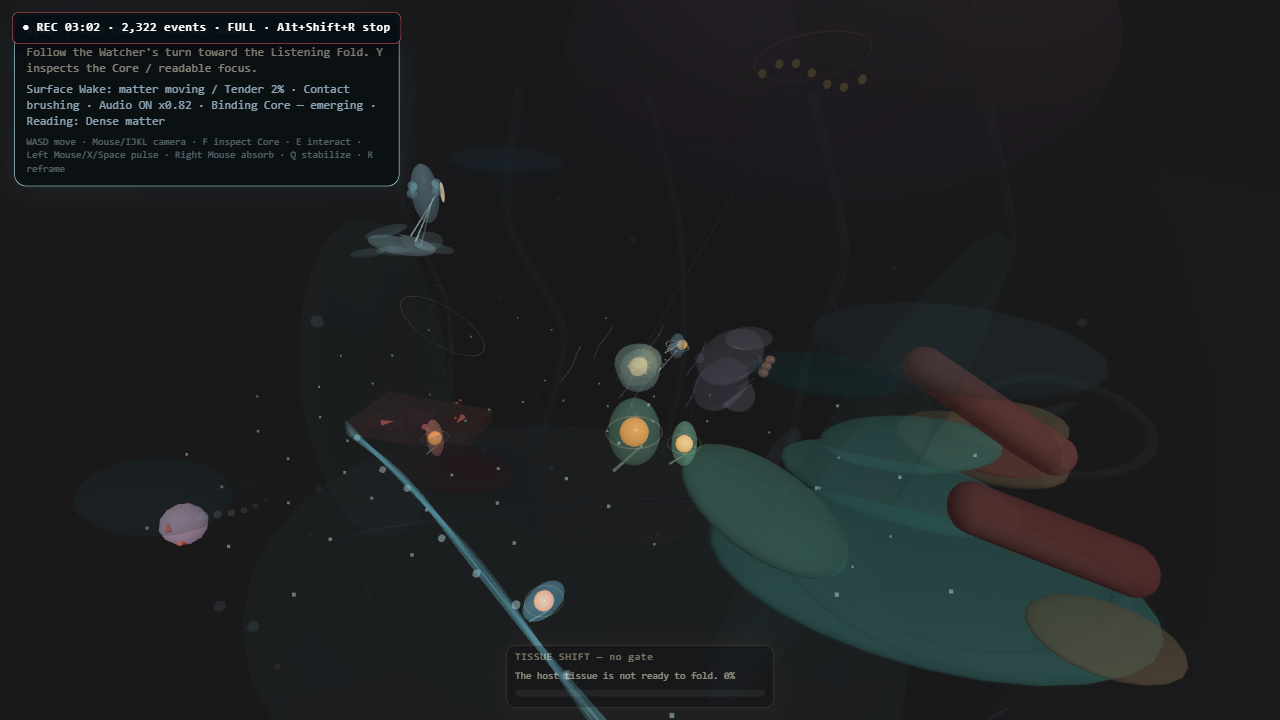 ● REC 03:02 · 2,322 events · FULL · Alt+Shift+R stop
Follow the Watcher's turn toward the Listening Fold. Y
inspects the Core / readable focus.
Surface Wake: matter moving / Tender 2% · Contact
brushing · Audio ON x0.82 · Binding Core — emerging ·
Reading: Dense matter
WASD move · Mouse/IJKL camera · F inspect Core · E interact ·
Left Mouse/X/Space pulse · Right Mouse absorb · Q stabilize · R
reframe
TISSUE SHIFT — no gate
The host tissue is not ready to fold. 0%